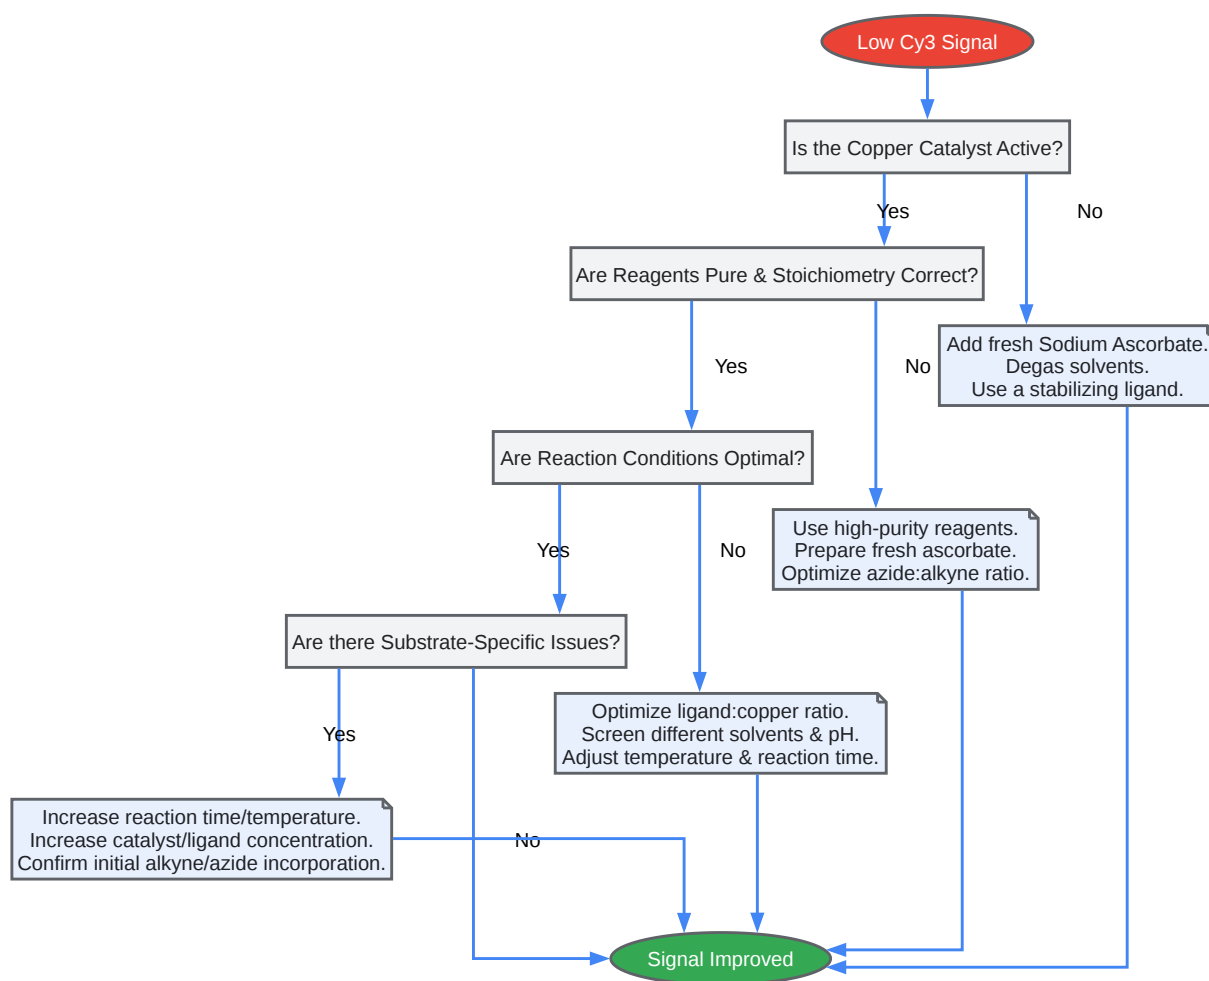 Low Cy3 Signal
Is the Copper Catalyst Active?
Yes
No
Are Reagents Pure & Stoichiometry Correct?
Add fresh Sodium Ascorbate.
Degas solvents.
Use a stabilizing ligand.
Yes
No
Are Reaction Conditions Optimal?
Use high-purity reagents.
Prepare fresh ascorbate.
Optimize azide:alkyne ratio.
Yes
No
Are there Substrate-Specific Issues?
Optimize ligand:copper ratio.
Screen different solvents & pH.
Adjust temperature & reaction time.
Yes
Increase reaction time/temperature.
Increase catalyst/ligand concentration.
Confirm initial alkyne/azide incorporation.
No
Signal Improved